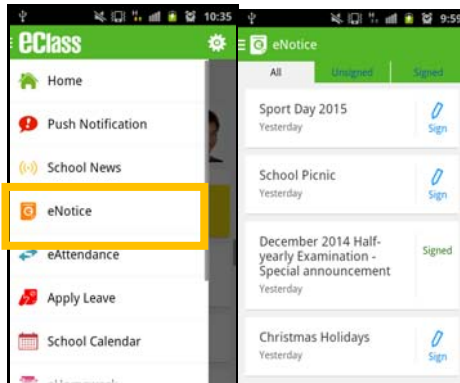 10:35
eClass
Home
Push Notification
School News
eNotice
eAttendance
Apply Leave
School Calendar
9:59
eNotice
All
Unsigned
Signed
Sport Day 2015
Yesterday
Sign
School Picnic
Yesterday
Sign
December 2014 Half-
yearly Examination -
Special announcement
Yesterday
Signed
Christmas Holidays
Yesterday
Sign